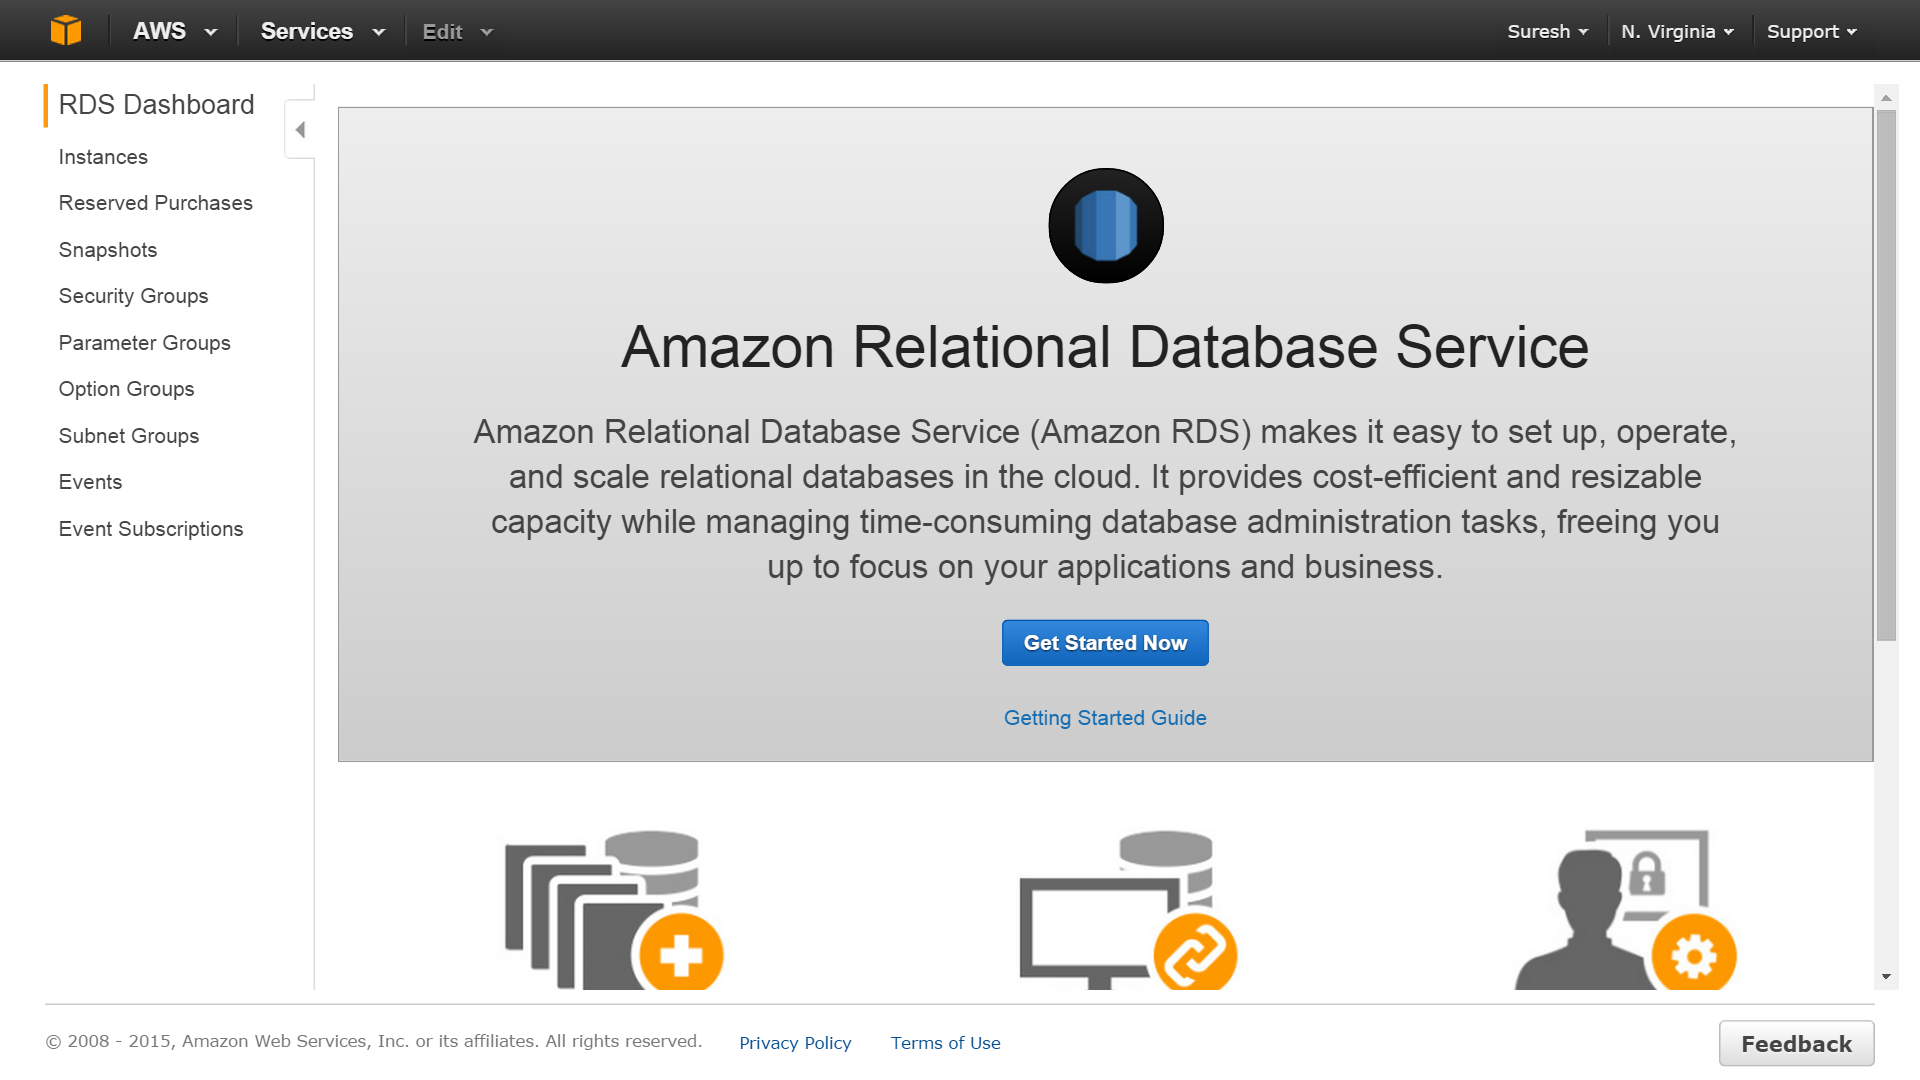 AWS Services Edit Suresh N. Virginia Support
RDS Dashboard
Instances
Reserved Purchases
Snapshots
Security Groups
Parameter Groups
Option Groups
Subnet Groups
Events
Event Subscriptions
Amazon Relational Database Service
Amazon Relational Database Service (Amazon RDS) makes it easy to set up, operate,
and scale relational databases in the cloud. It provides cost-efficient and resizable
capacity while managing time-consuming database administration tasks, freeing you
up to focus on your applications and business.
Get Started Now
Getting Started Guide
© 2008 - 2015, Amazon Web Services, Inc. or its affiliates. All rights reserved. Privacy Policy Terms of Use Feedback